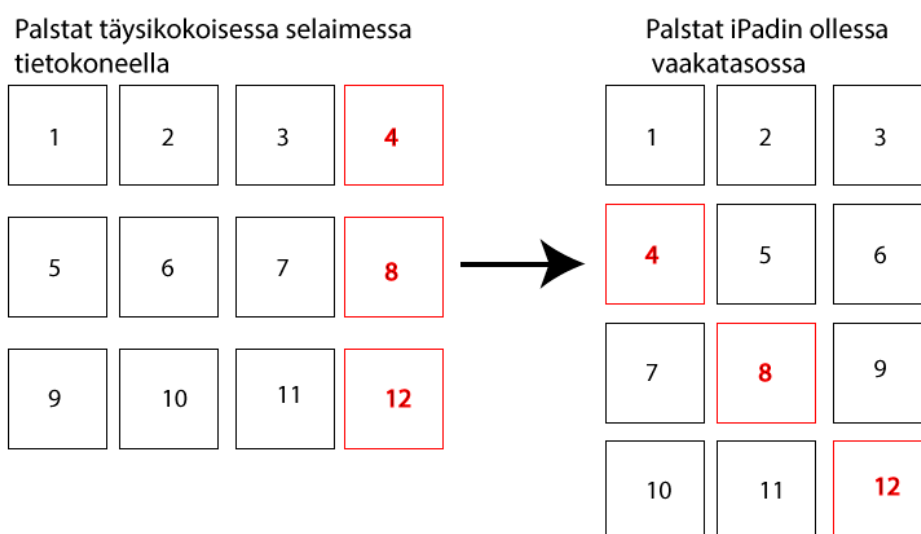 Palstat täysikokoisessa selaimessa
tietokoneella
1 2 3 4
5 6 7 8
9 10 11 12
Palstat iPadin ollessa
vaakatasossa
1 2 3
4 5 6
7 8 9
10 11 12